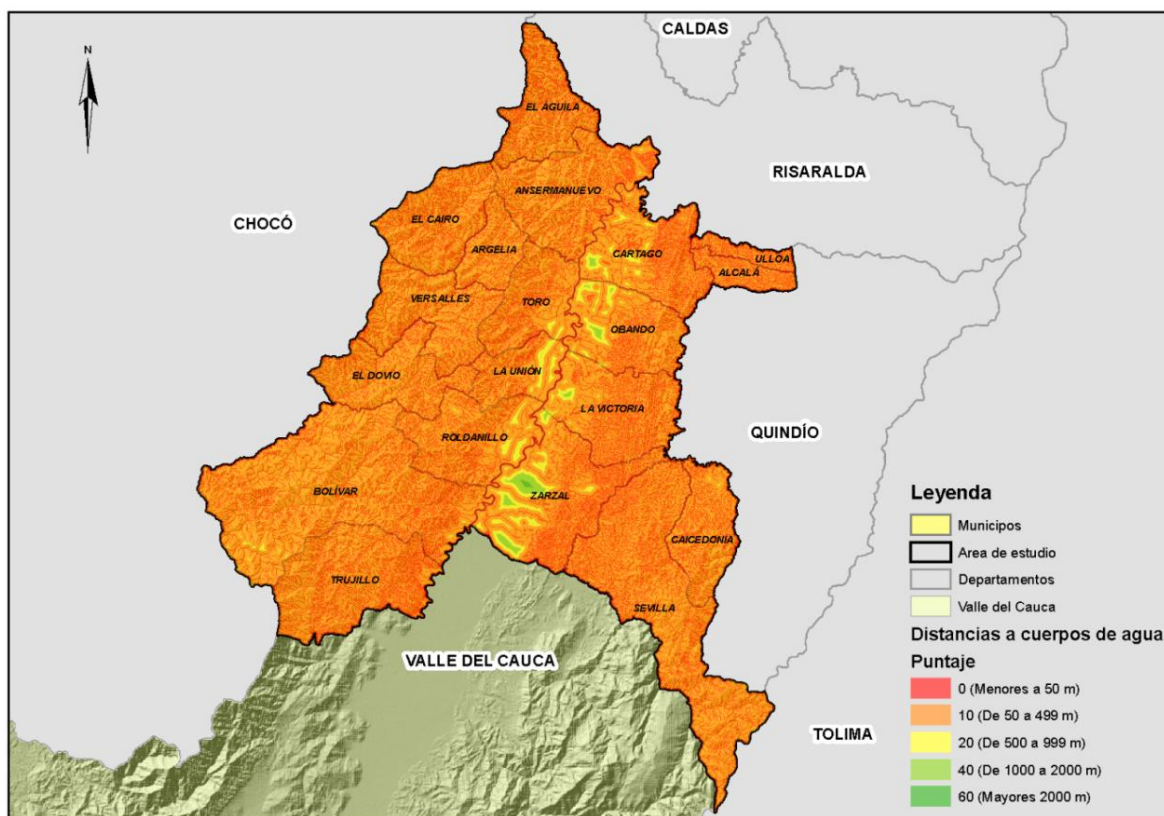 CALDAS
N
EL AGUILA
RISARALDA
ANSERMANUEVO
CHOCÓ
EL CAIRO
ARGELIA
CARTAGO
ULLOA
ALCALÁ
VERSALLES
TORO
OBANDO
EL DOVIO
LA UNIÓN
LA VICTORIA
ROLDANILLO
QUINDÍO
BOLÍVAR
ZARZAL
CAICEDONIA
TRUJILLO
SEVILLA
VALLE DEL CAUCA
TOLIMA
Leyenda
Municipos
Area de estudio
Departamentos
Valle del Cauca
Distancias a cuerpos de agua
Puntaje
0 (Menores a 50 m)
10 (De 50 a 499 m)
20 (De 500 a 999 m)
40 (De 1000 a 2000 m)
60 (Mayores 2000 m)